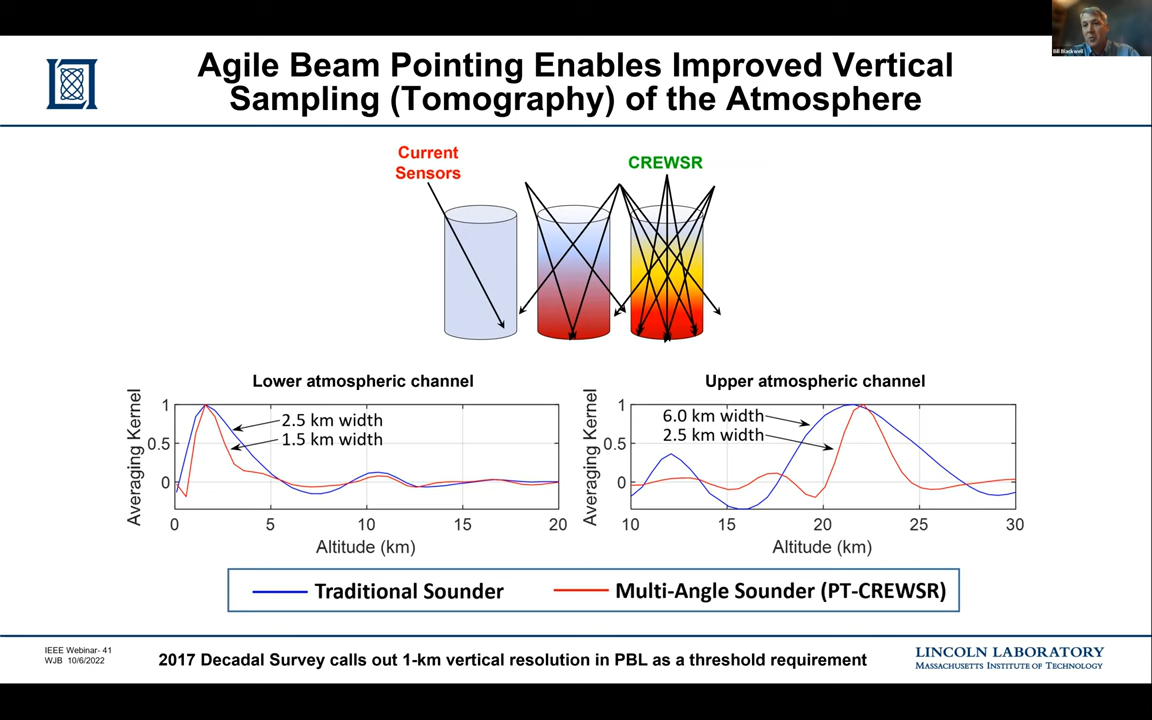 Bill Blackwell
Agile Beam Pointing Enables Improved Vertical
Sampling (Tomography) of the Atmosphere
Current
Sensors
CREWSR
Lower atmospheric channel
Averaging Kernel
1
0.5
0
2.5 km width
1.5 km width
0 5 10 15 20
Altitude (km)
Upper atmospheric channel
Averaging Kernel
1
0.5
0
6.0 km width
2.5 km width
10 15 20 25 30
Altitude (km)
Traditional Sounder
Multi-Angle Sounder (PT-CREWSR)
IEEE Webinar- 41
WJB 10/6/2022
2017 Decadal Survey calls out 1-km vertical resolution in PBL as a threshold requirement
LINCOLN LABORATORY
MASSACHUSETTS INSTITUTE OF TECHNOLOGY